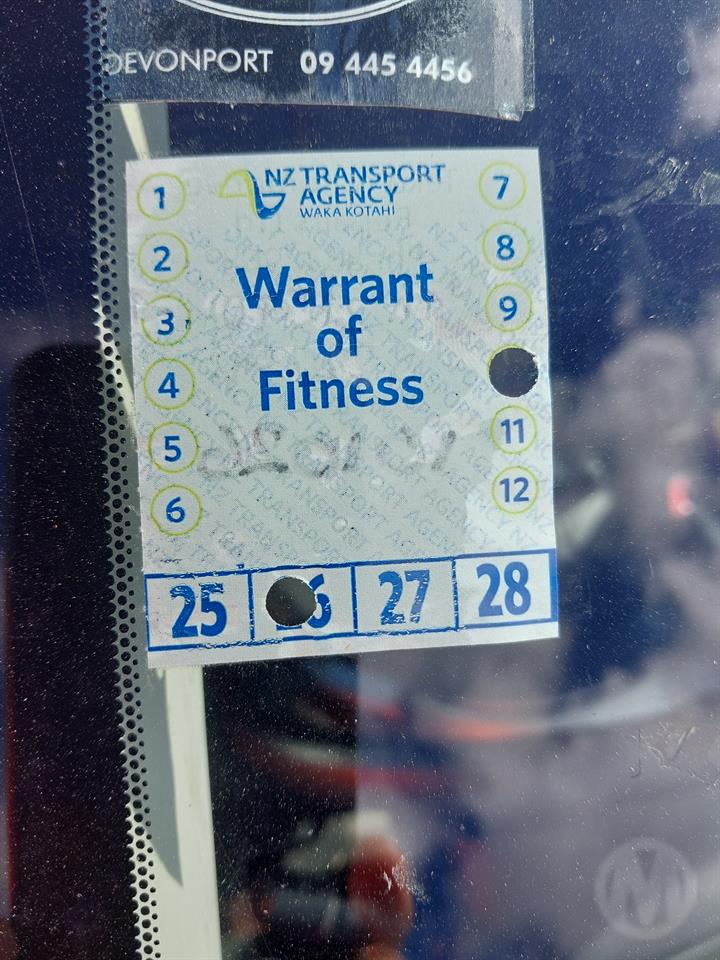 DEVONPORT 09 445 4456
NZ TRANSPORT
AGENCY
WAKA KOTAHI
1
2
3
4
5
6
Warrant
of
Fitness
7
8
9
11
12
25 6 27 28